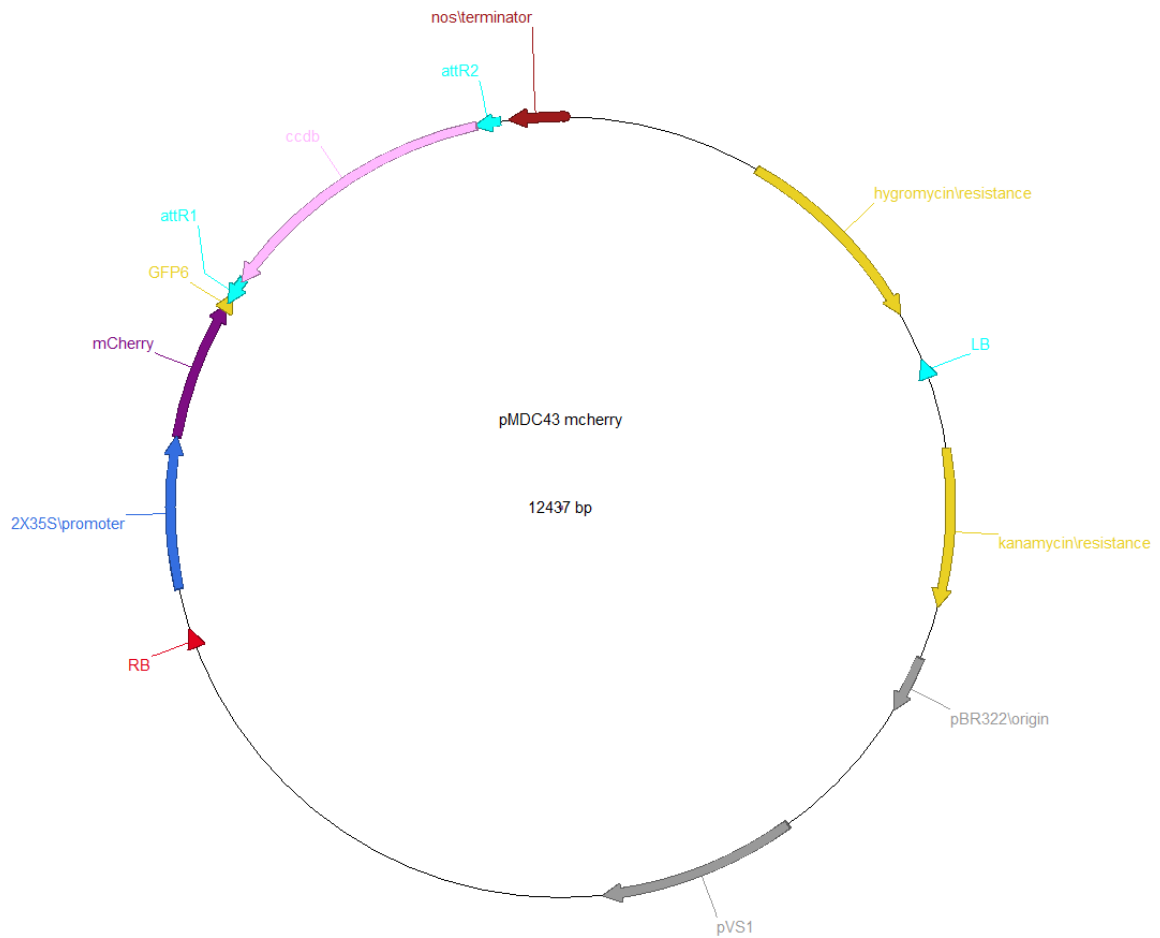 nos\terminator
attR2
ccdb
hygromycin\resistance
attR1
GFP6
mCherry
LB
pMDC43 mcherry
12437 bp
2X35S\promoter
kanamycin\resistance
RB
pBR322\origin
pVS1